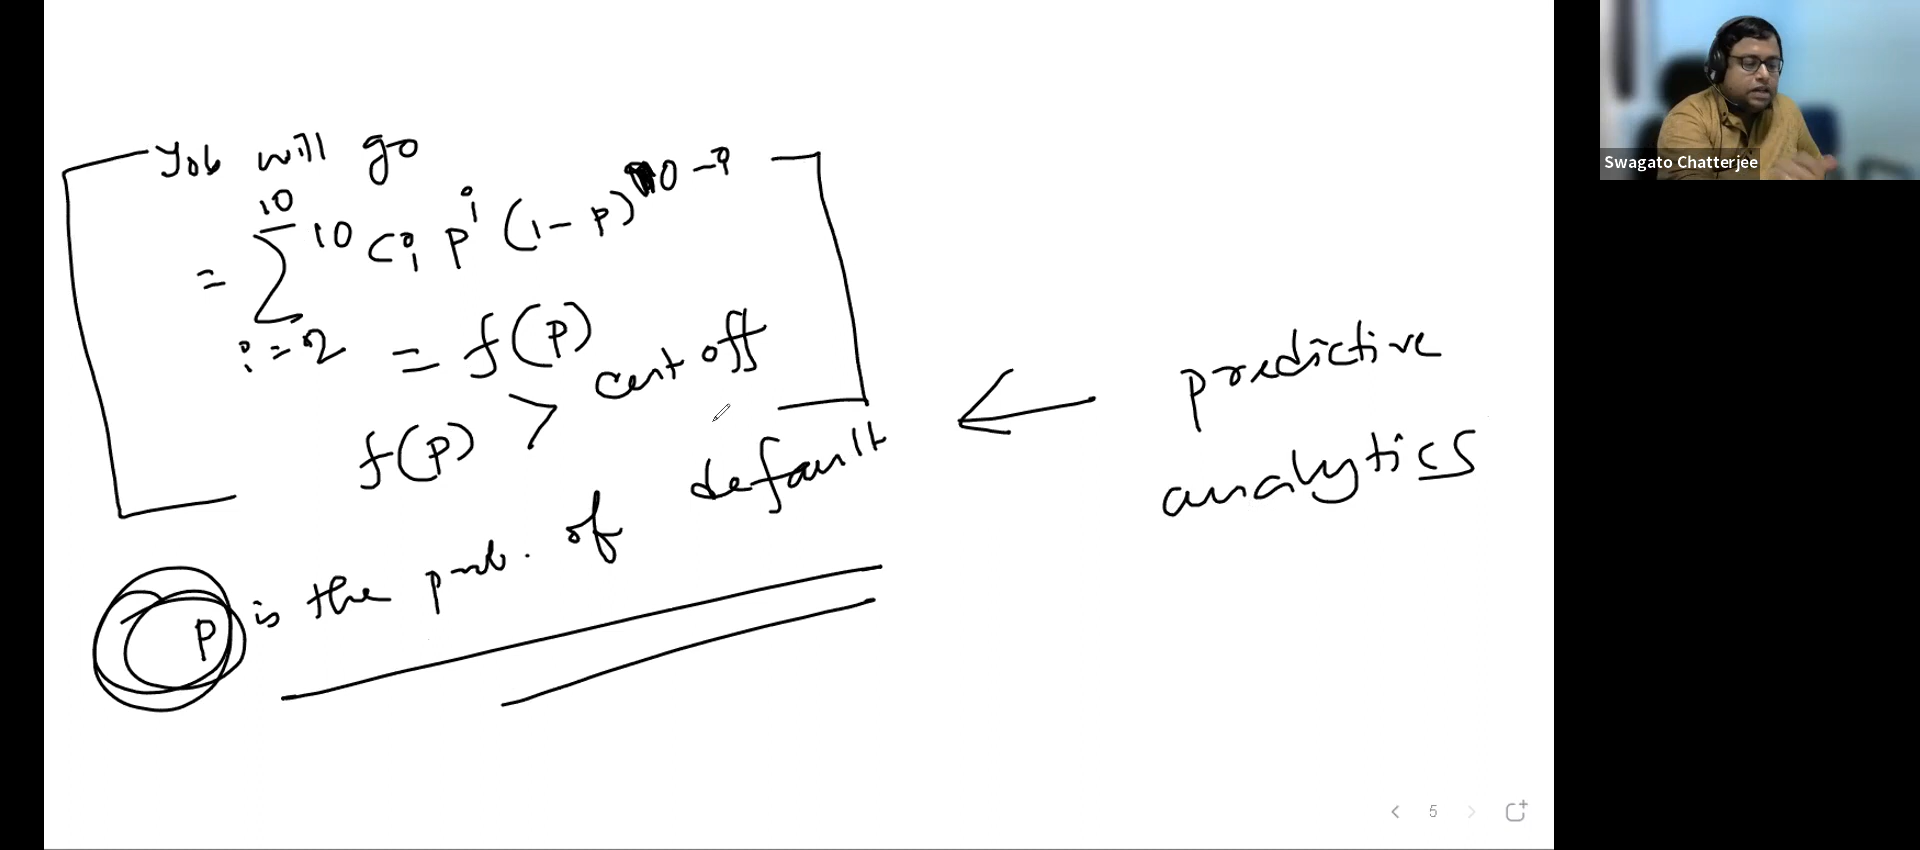 Job will go
= 10 Σ i=2 10 Ci p^i (1-p)^10-i
= f(p)
f(p) > cut off
p is the prob. of default
predictive
analytics
Swagato Chatterjee
5